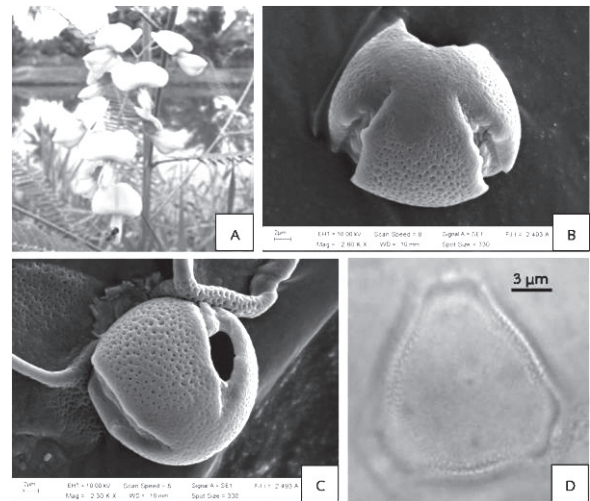 A
2µm
EHT = 10.00 kV
Scan Speed = 8
Signal A = SE1
Mag = 2.60 K X
WD = 10 mm
Spot Size = 330
B
2µm
EHT = 10.00 kV
Scan Speed = 5
Signal A = SE1
Mag = 2.30 K X
WD = 10 mm
Spot Size = 330
C
3 µm
D